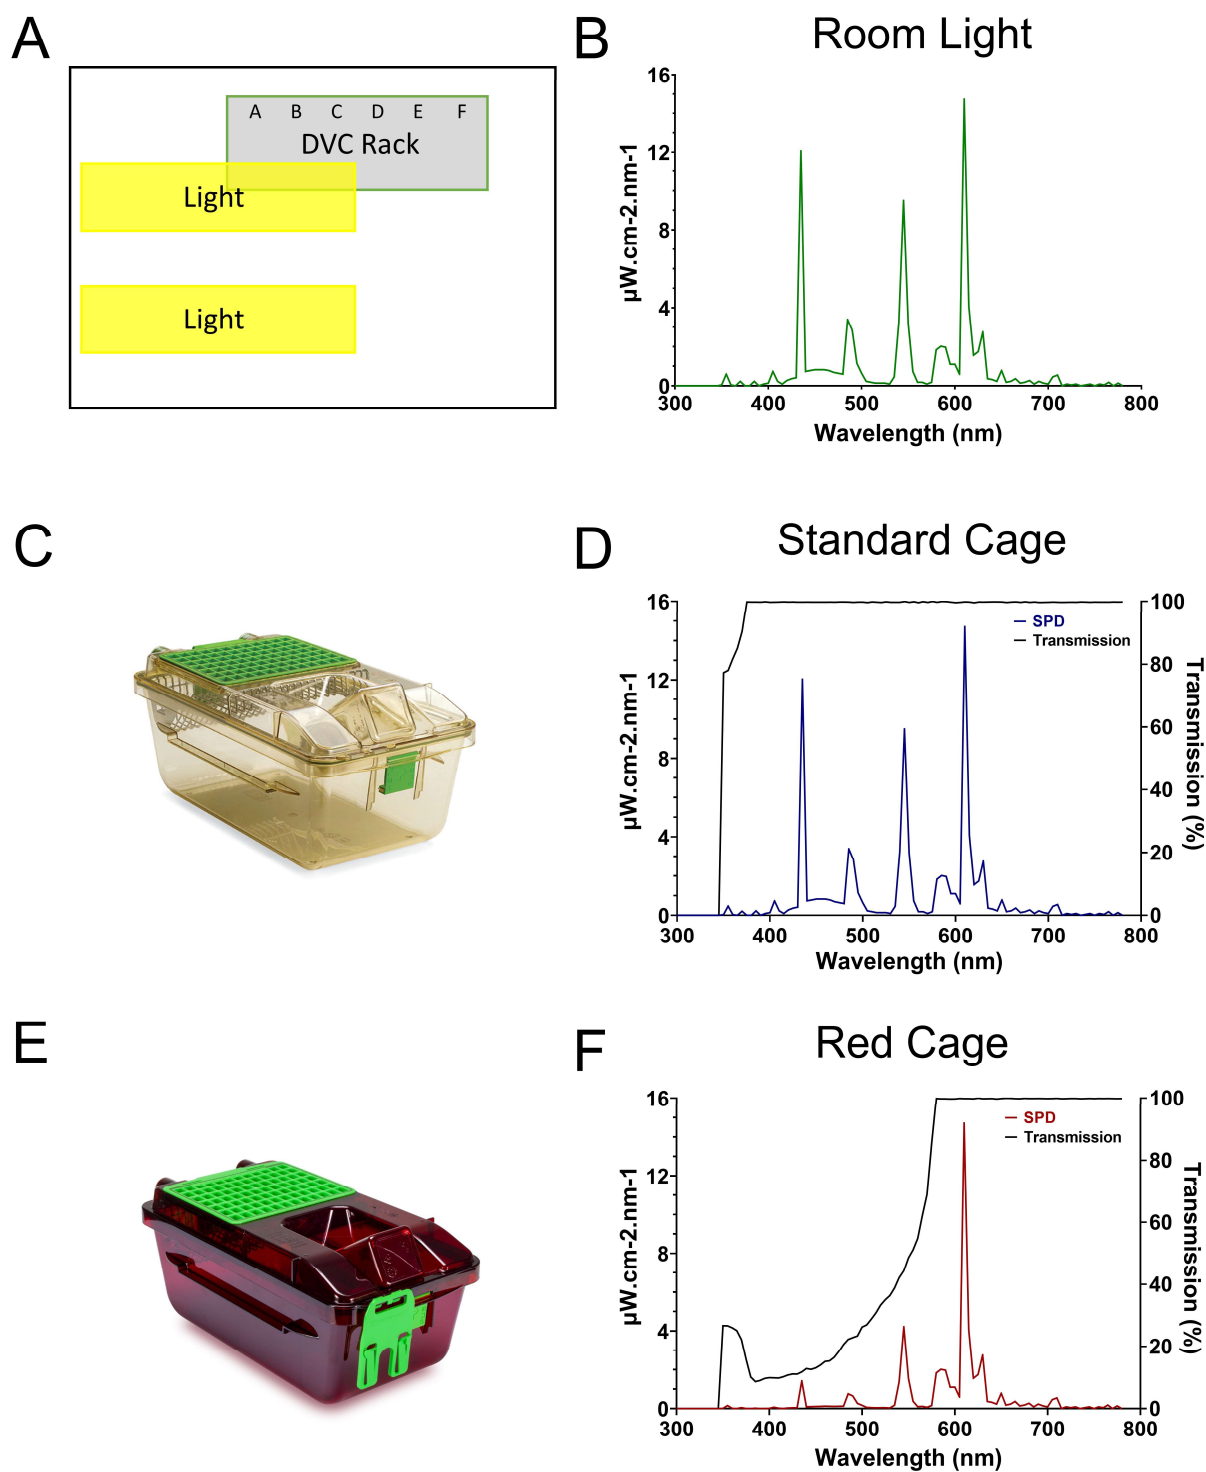 A
A B C D E F
DVC Rack
Light
Light
B
Room Light
16
12
8
4
0
µW.cm-2.nm-1
300 400 500 600 700 800
Wavelength (nm)
C
D
Standard Cage
16
12
8
4
0
µW.cm-2.nm-1
SPD
Transmission
100
80
60
40
20
0
Transmission (%)
300 400 500 600 700 800
Wavelength (nm)
E
F
Red Cage
16
12
8
4
0
µW.cm-2.nm-1
SPD
Transmission
100
80
60
40
20
0
Transmission (%)
300 400 500 600 700 800
Wavelength (nm)